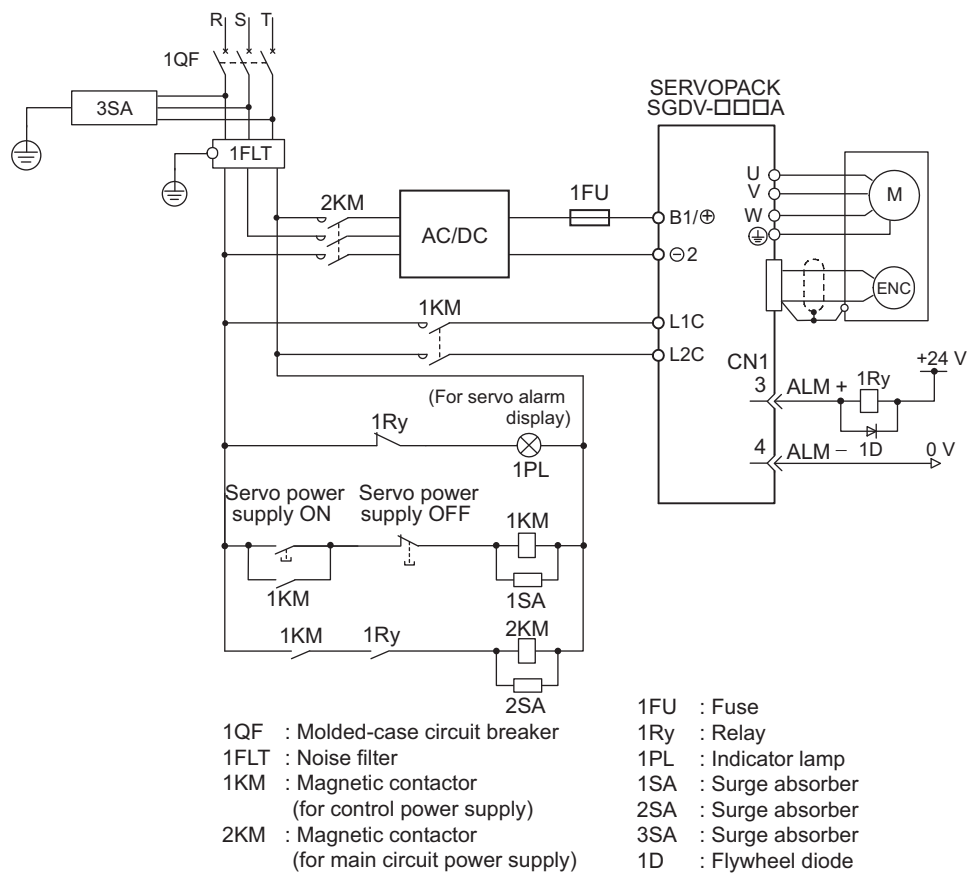 R S T
1QF
3SA
1FLT
SERVOPACK
SGDV-□□□A
2KM
AC/DC
1FU
B1/⊕
⊖2
U
V
W
M
ENC
1KM
L1C
L2C
CN1
3
ALM +
1Ry
+24 V
1D
4
ALM −
0 V
(For servo alarm
display)
1Ry
1PL
Servo power
supply ON
Servo power
supply OFF
1KM
1KM
1SA
1KM
1Ry
2KM
2SA
1QF : Molded-case circuit breaker
1FLT : Noise filter
1KM : Magnetic contactor
(for control power supply)
2KM : Magnetic contactor
(for main circuit power supply)
1FU : Fuse
1Ry : Relay
1PL : Indicator lamp
1SA : Surge absorber
2SA : Surge absorber
3SA : Surge absorber
1D : Flywheel diode